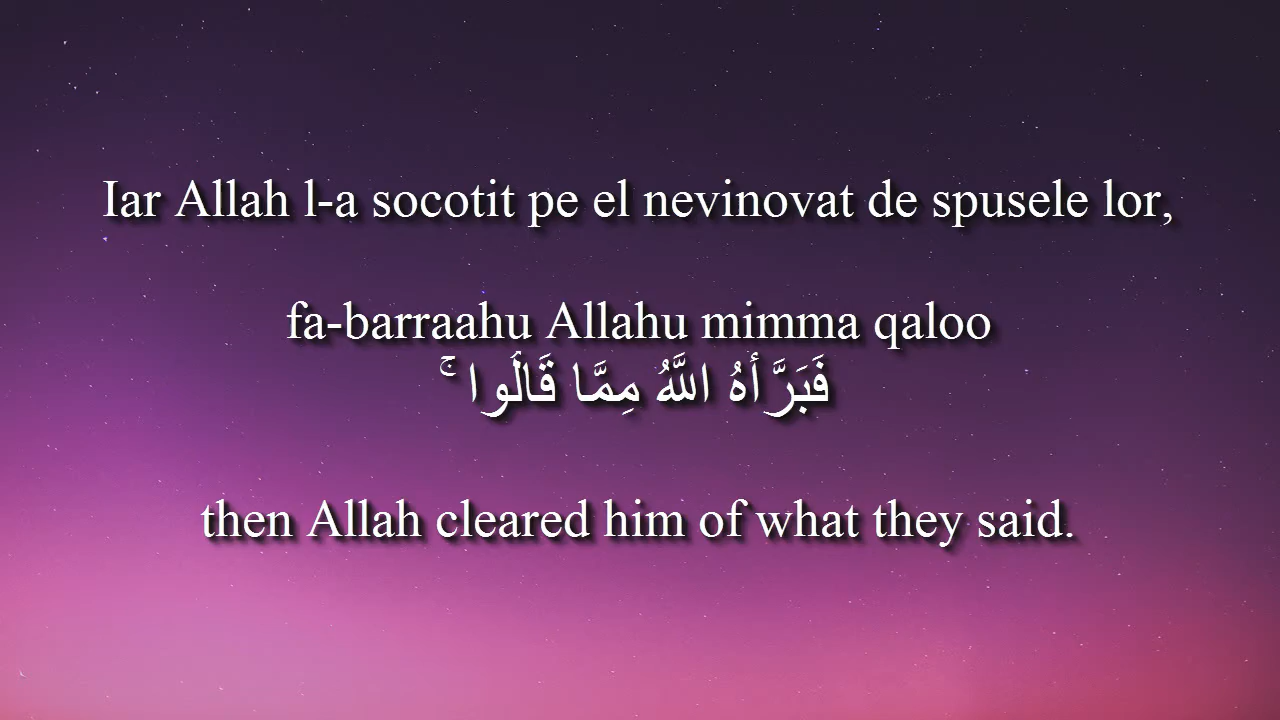 Iar Allah l-a socotit pe el nevinovat de spusele lor,
fa-barraahu Allahu mimma qaloo
فَبَرَّأَهُ اللَّهُ مِمَّا قَالُوا ۚ
then Allah cleared him of what they said.